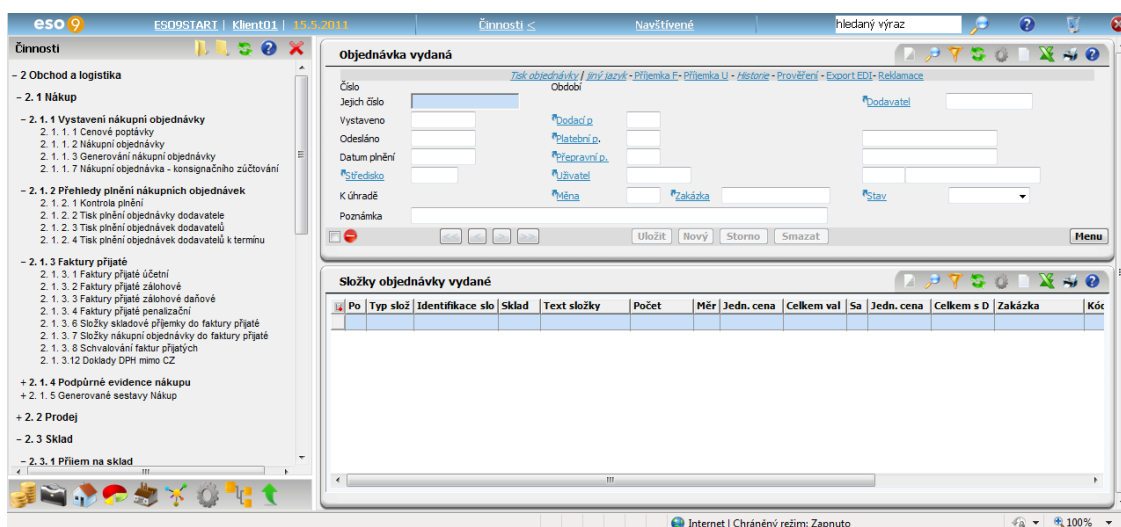 eso 9 ESO9START | Klient01 | 15.5.2011 Činnosti < Navštívené hledaný výraz
Činnosti
– 2 Obchod a logistika
– 2. 1 Nákup
– 2. 1. 1 Vystavení nákupní objednávky
2. 1. 1. 1 Cenové poptávky
2. 1. 1. 2 Nákupní objednávky
2. 1. 1. 3 Generování nákupní objednávky
2. 1. 1. 7 Nákupní objednávka - konsignačního zúčtování
– 2. 1. 2 Přehledy plnění nákupních objednávek
2. 1. 2. 1 Kontrola plnění
2. 1. 2. 2 Tisk plnění objednávky dodavatele
2. 1. 2. 3 Tisk plnění objednávek dodavatelů
2. 1. 2. 4 Tisk plnění objednávek dodavatelů k termínu
– 2. 1. 3 Faktury přijaté
2. 1. 3. 1 Faktury přijaté účetní
2. 1. 3. 2 Faktury přijaté zálohové
2. 1. 3. 3 Faktury přijaté zálohové daňové
2. 1. 3. 4 Faktury přijaté penalizační
2. 1. 3. 6 Složky skladové příjemky do faktury přijaté
2. 1. 3. 7 Složky nákupní objednávky do faktury přijaté
2. 1. 3. 8 Schvalování faktur přijatých
2. 1. 3.12 Doklady DPH mimo CZ
+ 2. 1. 4 Podpůrné evidence nákupu
+ 2. 1. 5 Generované sestavy Nákup
+ 2. 2 Prodej
– 2. 3 Sklad
– 2. 3. 1 Příjem na sklad
Objednávka vydaná
Tisk objednávky / jiný jazyk - Příjemka F- Příjemka U - Historie - Prověření - Export EDI- Reklamace
Číslo Období
Jejich číslo Dodavatel
Vystaveno Dodací p
Odesláno Platební p.
Datum plnění Přepravní p.
Středisko Uživatel
K úhradě Měna Zakázka Stav
Poznámka
<< < > >> Uložit Nový Storno Smazat Menu
Složky objednávky vydané
Po Typ slož Identifikace slo Sklad Text složky Počet Měr Jedn. cena Celkem val Sa Jedn. cena Celkem s D Zakázka Kód
Internet | Chráněný režim: Zapnuto 100%